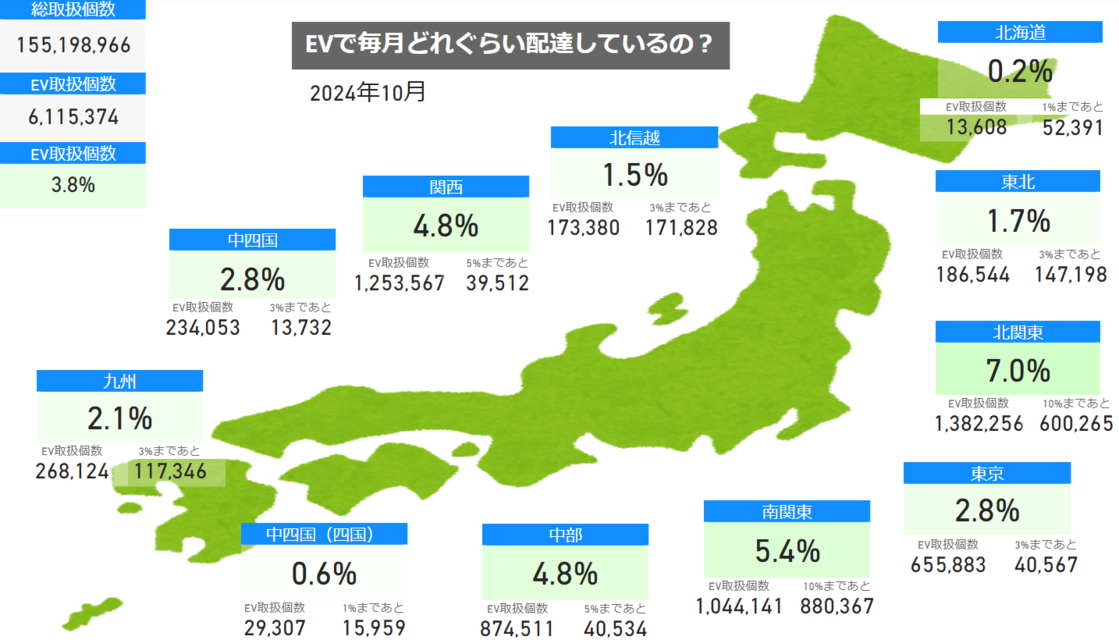 総取扱個数
155,198,966
EV取扱個数
6,115,374
EV取扱個数
3.8%
EVで毎月どれぐらい配達しているの？
2024年10月
北海道
0.2%
EV取扱個数 1%まであと
13,608 52,391
北信越
1.5%
EV取扱個数 3%まであと
173,380 171,828
東北
1.7%
EV取扱個数 3%まであと
186,544 147,198
関西
4.8%
EV取扱個数 5%まであと
1,253,567 39,512
中四国
2.8%
EV取扱個数 3%まであと
234,053 13,732
北関東
7.0%
EV取扱個数 10%まであと
1,382,256 600,265
九州
2.1%
EV取扱個数 3%まであと
268,124 117,346
東京
2.8%
EV取扱個数 3%まであと
655,883 40,567
南関東
5.4%
EV取扱個数 10%まであと
1,044,141 880,367
中四国（四国）
0.6%
EV取扱個数 1%まであと
29,307 15,959
中部
4.8%
EV取扱個数 5%まであと
874,511 40,534